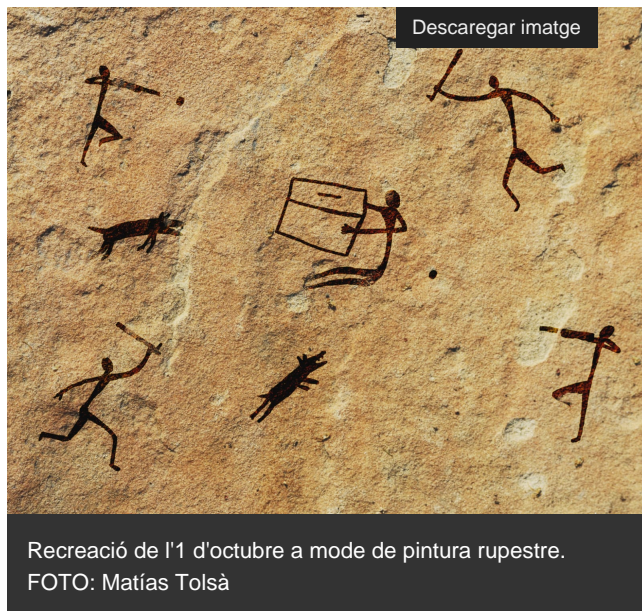 Descaregar imatge
Recreació de l'1 d'octubre a mode de pintura rupestre.
FOTO: Matías Tolsà